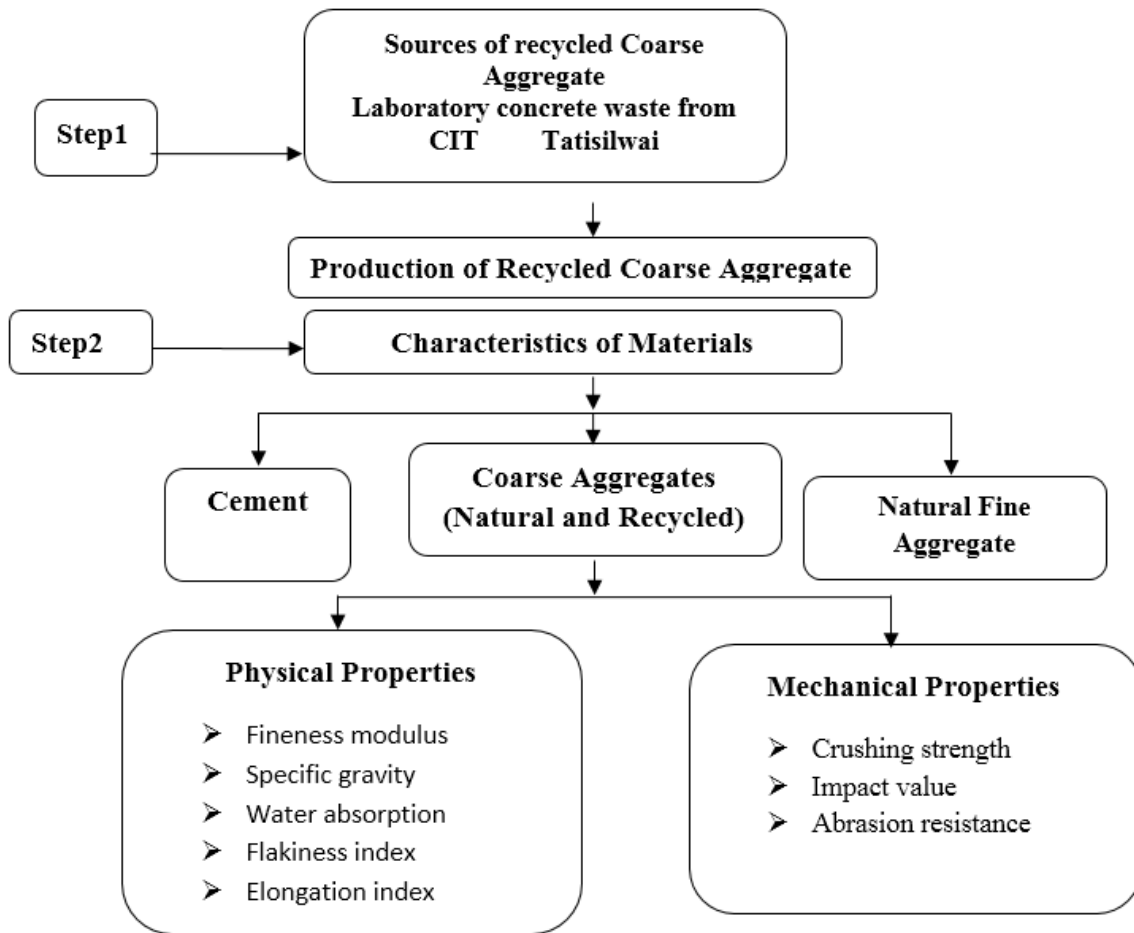 Sources of recycled Coarse
Aggregate
Laboratory concrete waste from
CIT Tatisilwai
Step1
Production of Recycled Coarse Aggregate
Step2
Characteristics of Materials
Cement
Coarse Aggregates
(Natural and Recycled)
Natural Fine
Aggregate
Physical Properties
➢ Fineness modulus
➢ Specific gravity
➢ Water absorption
➢ Flakiness index
➢ Elongation index
Mechanical Properties
➢ Crushing strength
➢ Impact value
➢ Abrasion resistance